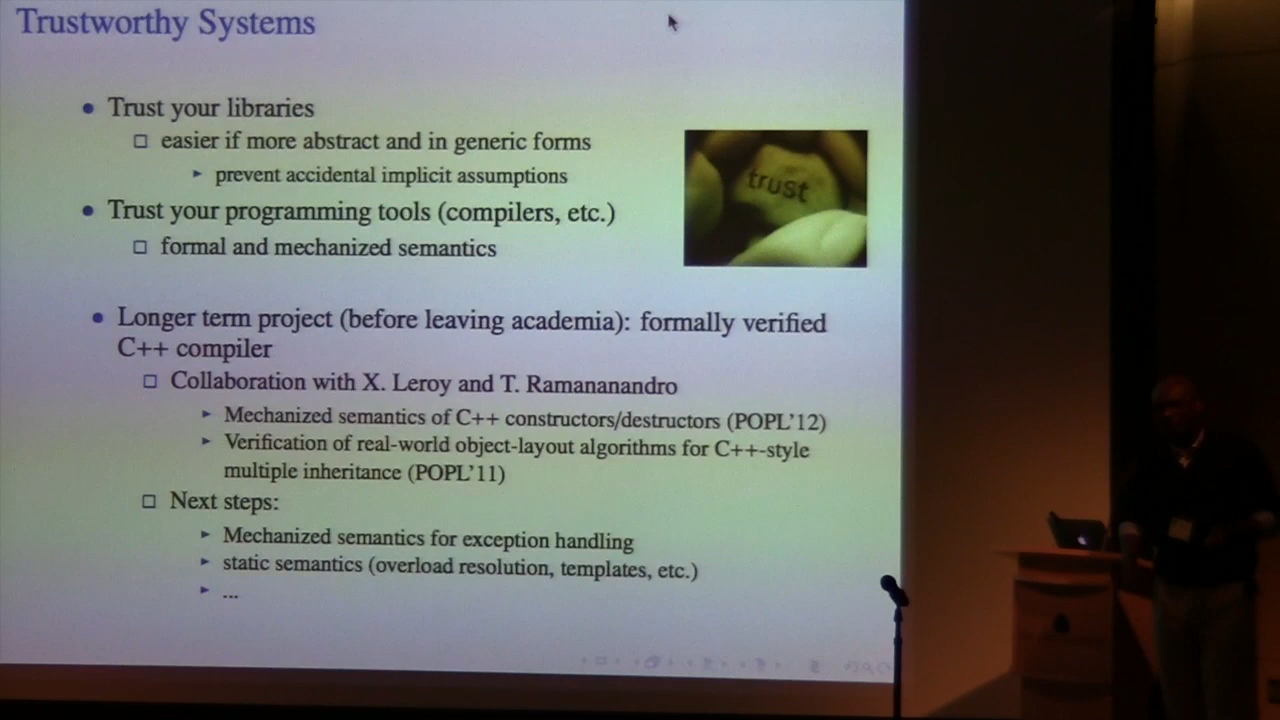 Trustworthy Systems
• Trust your libraries
□ easier if more abstract and in generic forms
▸ prevent accidental implicit assumptions
trust
• Trust your programming tools (compilers, etc.)
□ formal and mechanized semantics
• Longer term project (before leaving academia): formally verified
C++ compiler
□ Collaboration with X. Leroy and T. Ramananandro
▸ Mechanized semantics of C++ constructors/destructors (POPL'12)
▸ Verification of real-world object-layout algorithms for C++-style
multiple inheritance (POPL'11)
□ Next steps:
▸ Mechanized semantics for exception handling
▸ static semantics (overload resolution, templates, etc.)
▸ ...